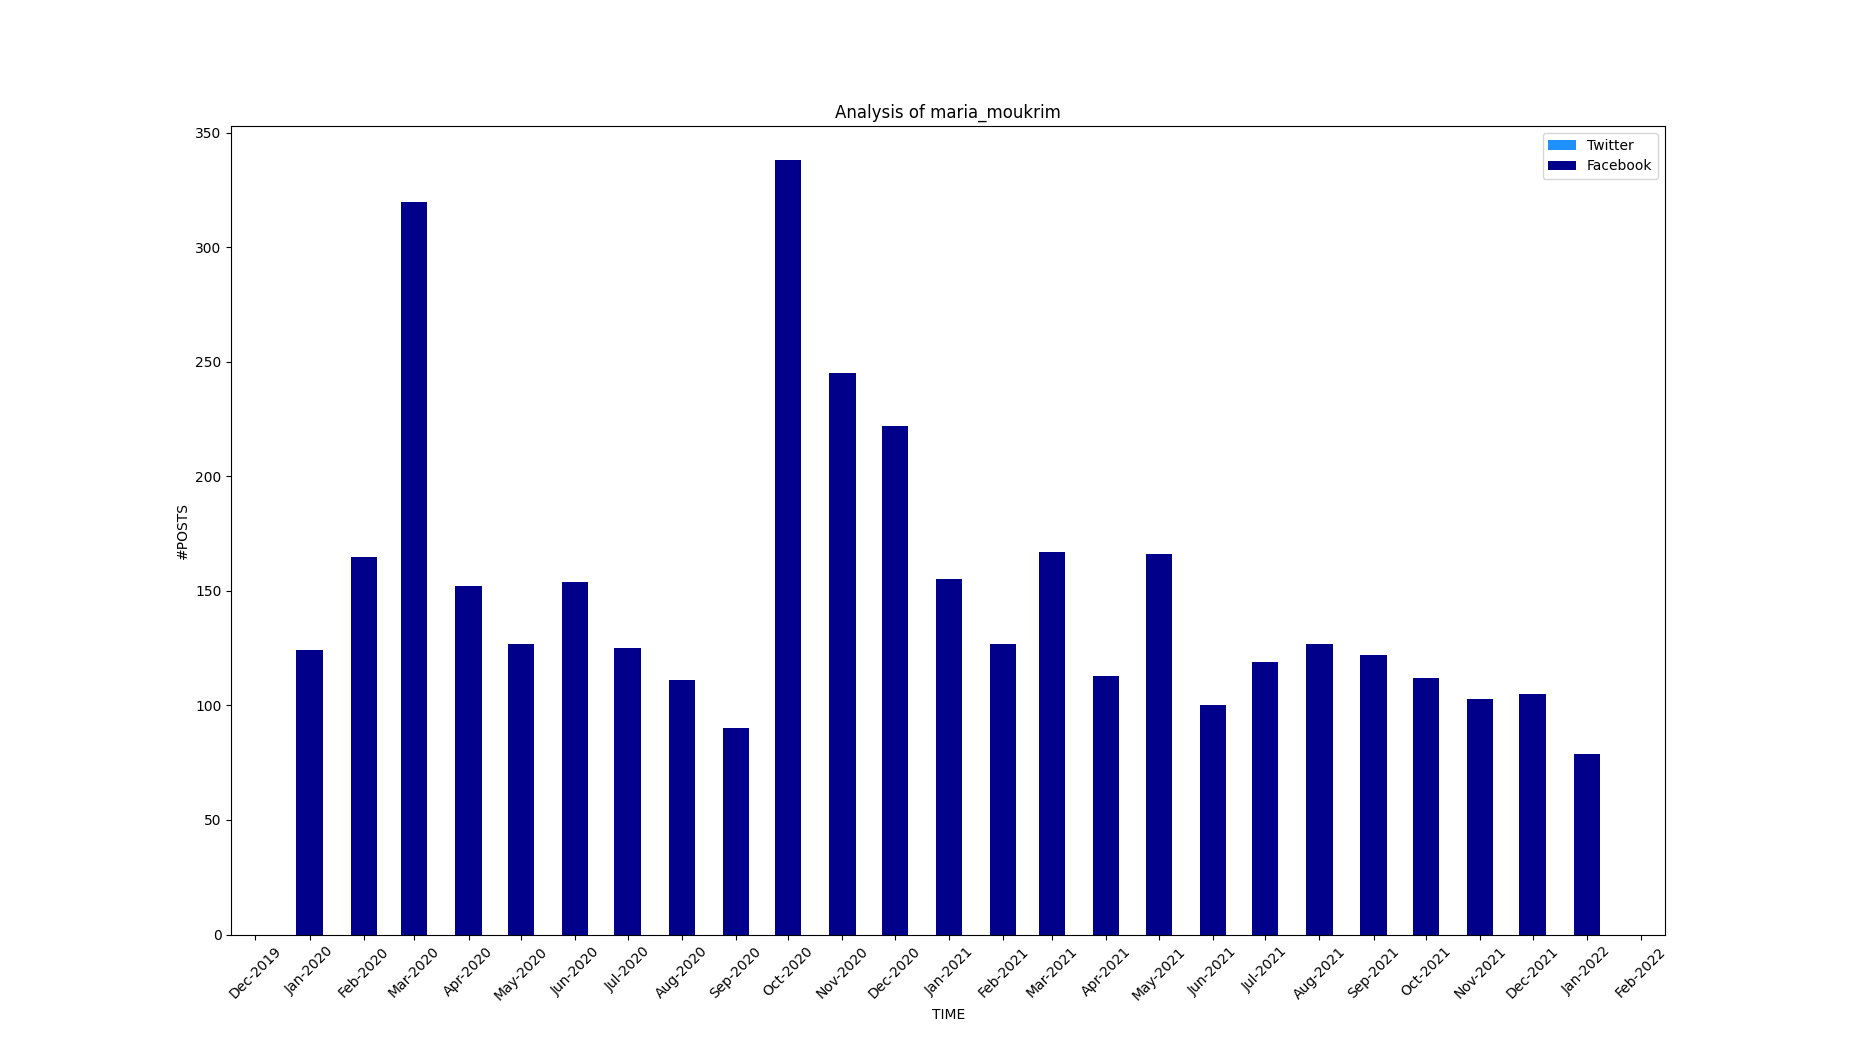 Analysis of maria_moukrim
Twitter
Facebook
350
300
250
200
150
100
50
0
#POSTS
Dec-2019
Jan-2020
Feb-2020
Mar-2020
Apr-2020
May-2020
Jun-2020
Jul-2020
Aug-2020
Sep-2020
Oct-2020
Nov-2020
Dec-2020
Jan-2021
Feb-2021
Mar-2021
Apr-2021
May-2021
Jun-2021
Jul-2021
Aug-2021
Sep-2021
Oct-2021
Nov-2021
Dec-2021
Jan-2022
Feb-2022
TIME